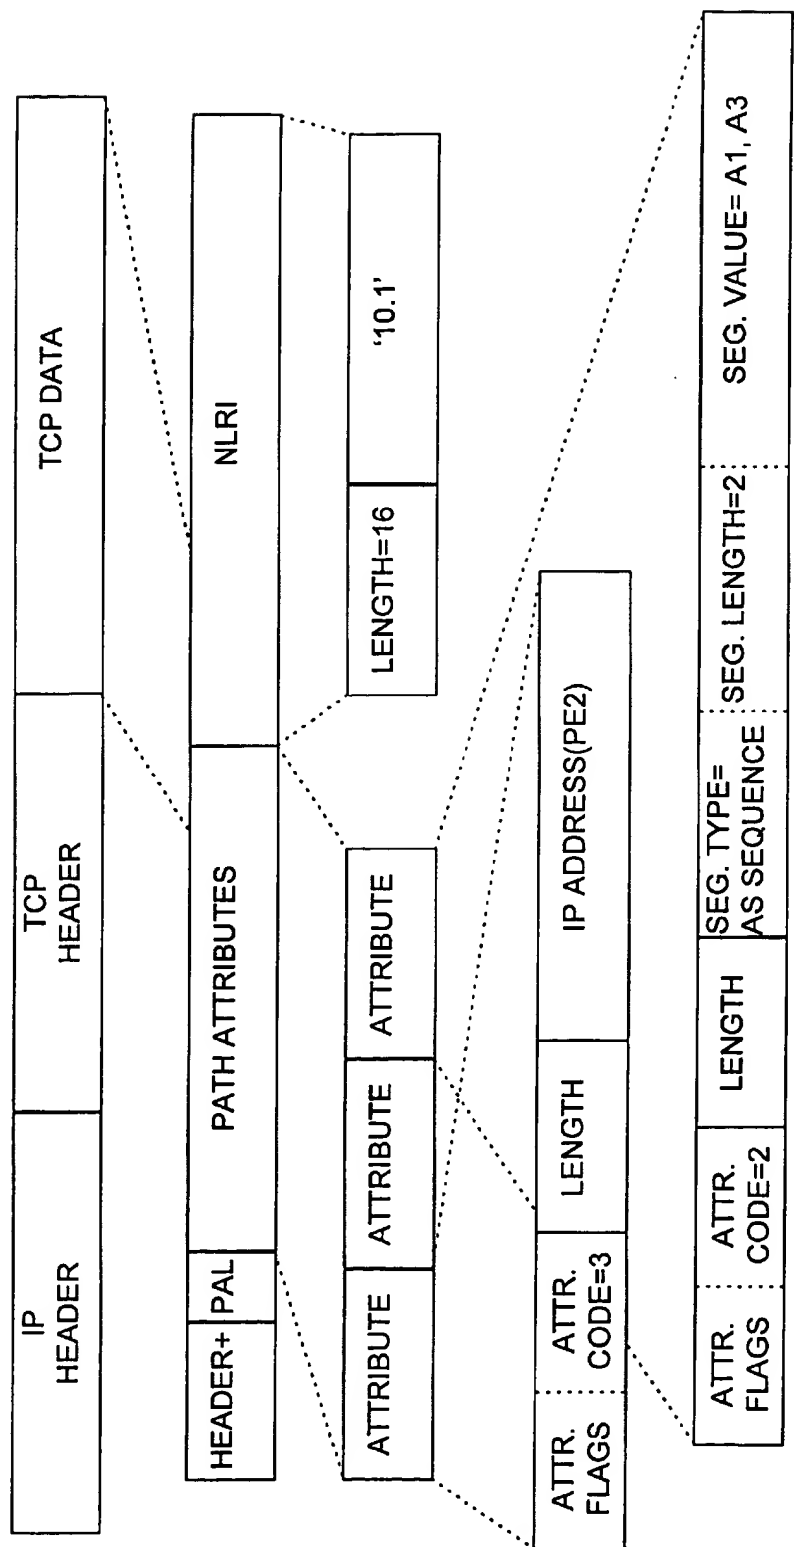 IP
HEADER
TCP
HEADER
TCP DATA
HEADER+
PAL
PATH ATTRIBUTES
NLRI
ATTRIBUTE
ATTRIBUTE
ATTRIBUTE
LENGTH=16
'10.1'
ATTR.
FLAGS
ATTR.
CODE=3
LENGTH
IP ADDRESS(PE2)
ATTR.
FLAGS
ATTR.
CODE=2
LENGTH
SEG. TYPE=
AS SEQUENCE
SEG. LENGTH=2
SEG. VALUE= A1, A3